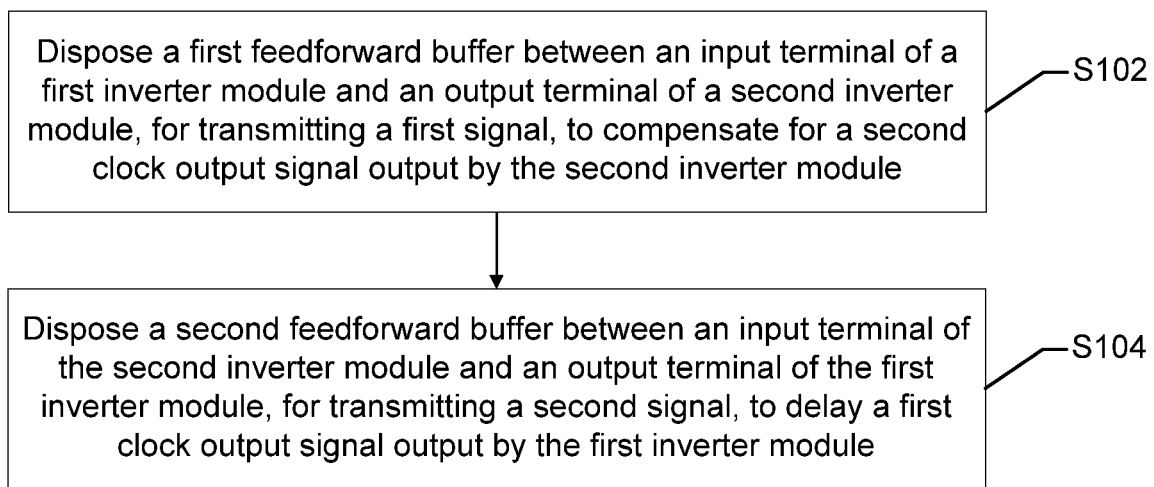 Dispose a first feedforward buffer between an input terminal of a
first inverter module and an output terminal of a second inverter
module, for transmitting a first signal, to compensate for a second
clock output signal output by the second inverter module
S102
Dispose a second feedforward buffer between an input terminal of
the second inverter module and an output terminal of the first
inverter module, for transmitting a second signal, to delay a first
clock output signal output by the first inverter module
S104